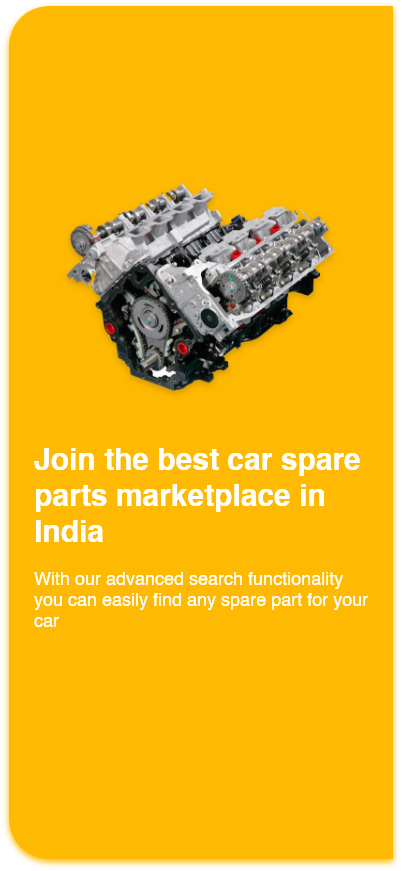 Join the best car spare
parts marketplace in
India
With our advanced search functionality
you can easily find any spare part for your
car